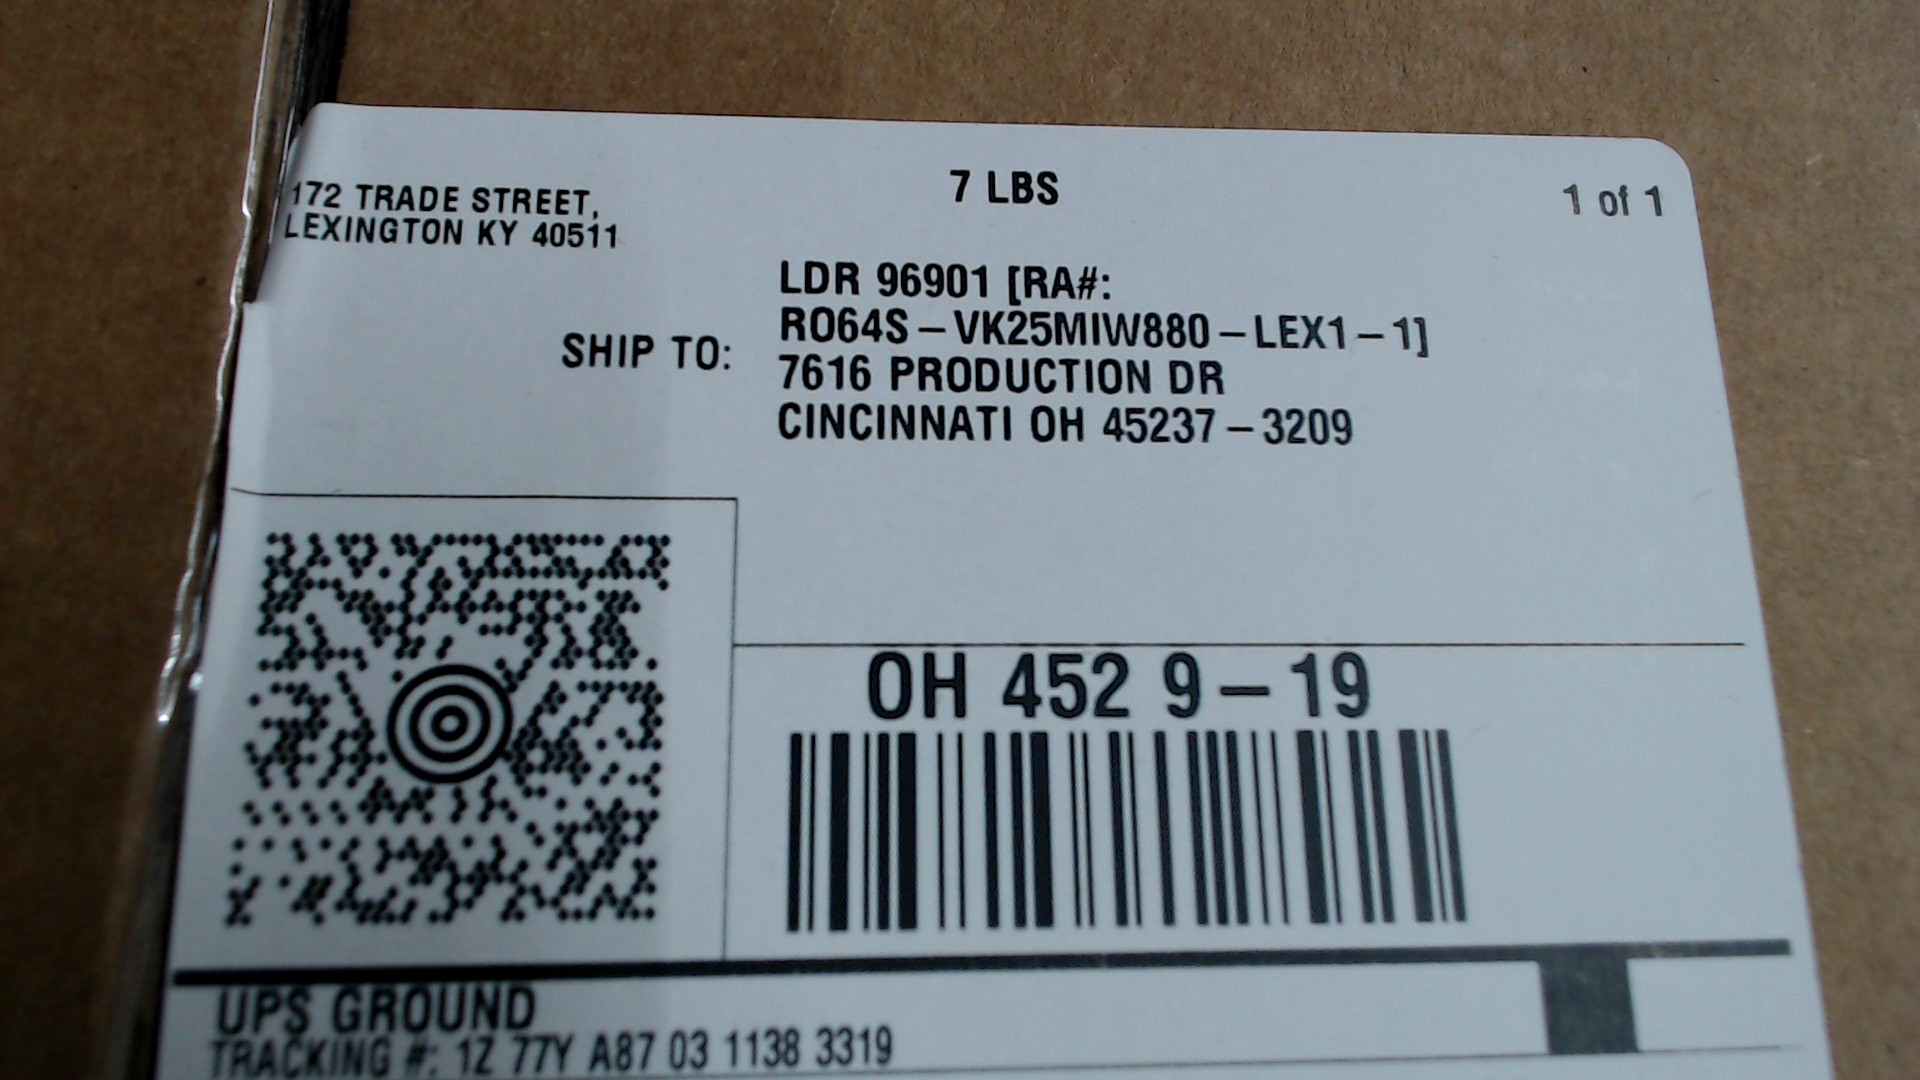 172 TRADE STREET,
LEXINGTON KY 40511
7 LBS
1 of 1
SHIP TO:
LDR 96901 [RA#:
RO64S-VK25MIW880-LEX1-1]
7616 PRODUCTION DR
CINCINNATI OH 45237-3209
OH 452 9-19
UPS GROUND
TRACKING #: 1Z 77Y A87 03 1138 3319